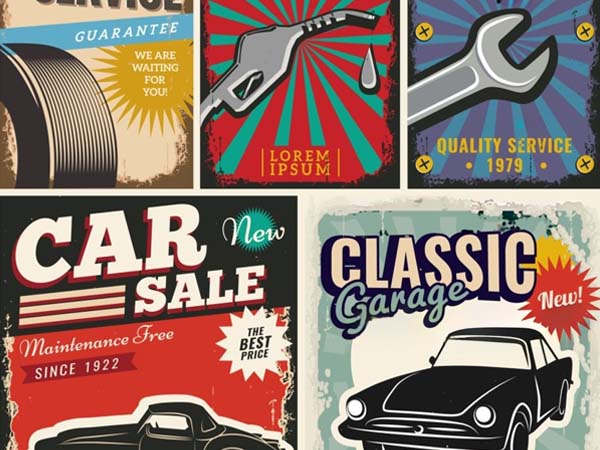 SERVICE
GUARANTEE
WE ARE
WAITING
FOR
YOU!
LOREM
IPSUM
QUALITY SERVICE
• 1979 •
CAR
New
SALE
Maintenance Free
SINCE 1922
THE
BEST
PRICE
CLASSIC
Garage
New!